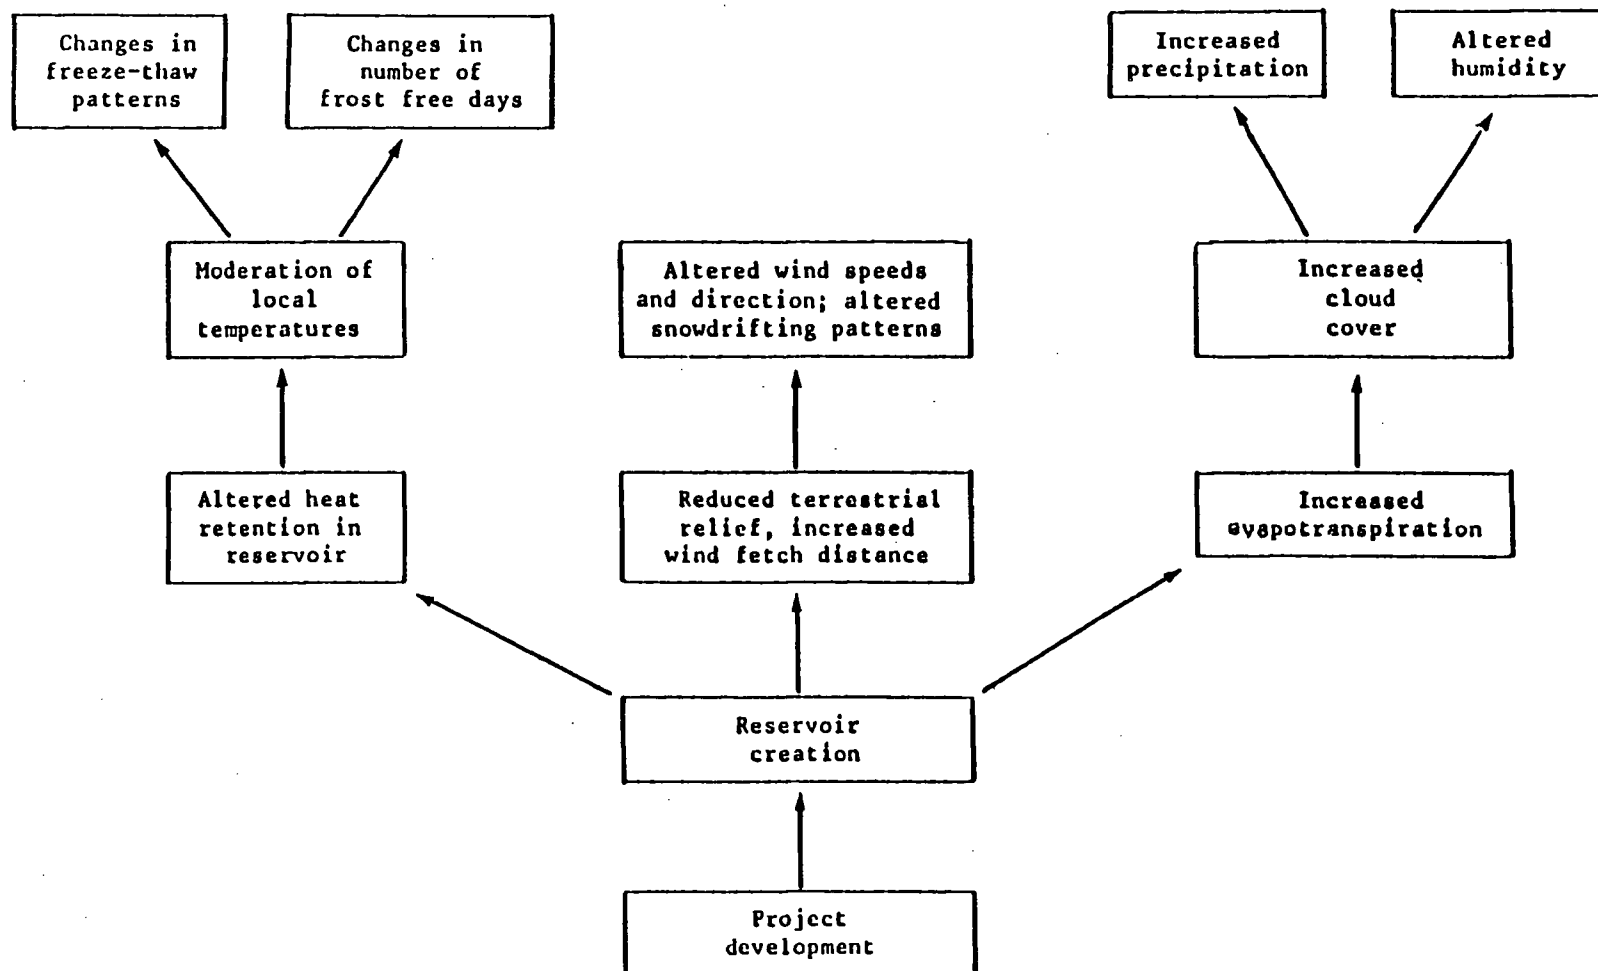 Changes in
freeze-thaw
patterns
Changes in
number of
frost free days
Increased
precipitation
Altered
humidity
Moderation of
local
temperatures
Altered wind speeds
and direction; altered
snowdrifting patterns
Increased
cloud
cover
Altered heat
retention in
reservoir
Reduced terrestrial
relief, increased
wind fetch distance
Increased
evapotranspiration
Reservoir
creation
Project
development